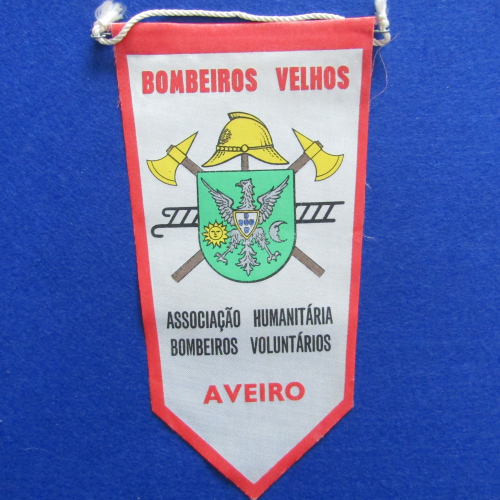 BOMBEIROS VELHOS
ASSOCIAÇÃO HUMANITÁRIA
BOMBEIROS VOLUNTÁRIOS
AVEIRO